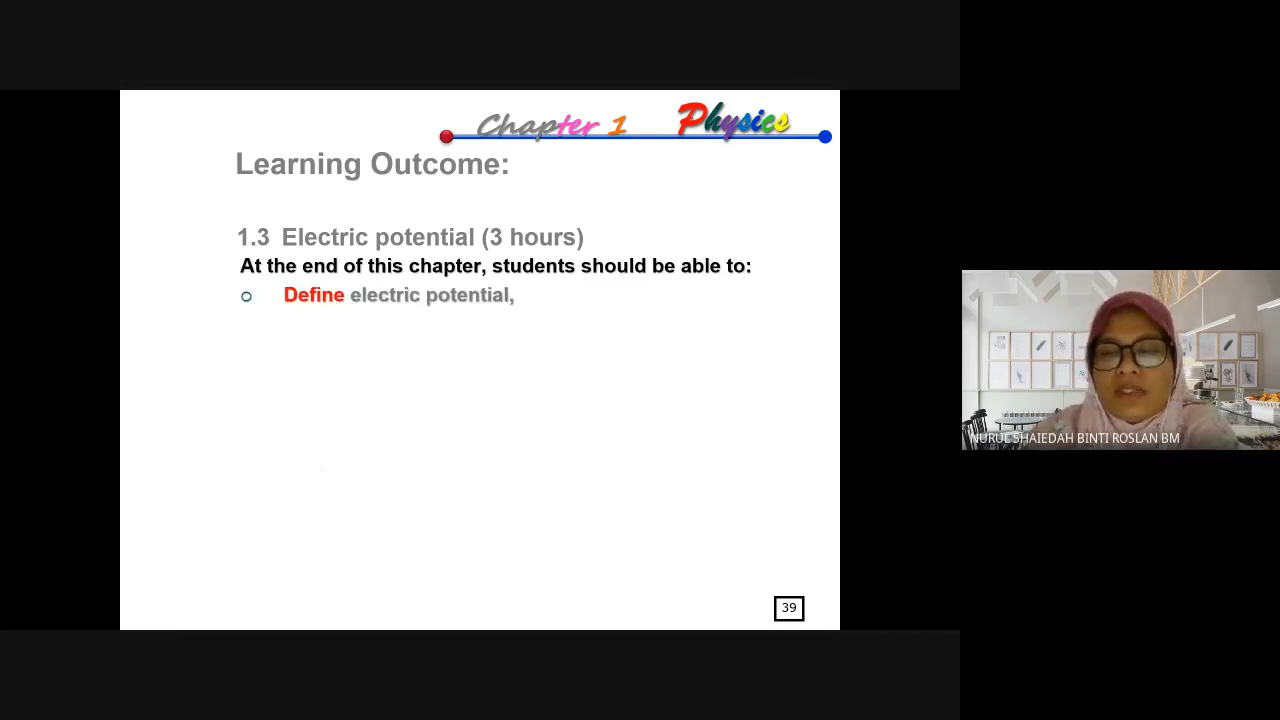 Chapter 1 Physics
Learning Outcome:
1.3 Electric potential (3 hours)
At the end of this chapter, students should be able to:
Define electric potential,
NURUL SHAIEDAH BINTI ROSLAN BM
39